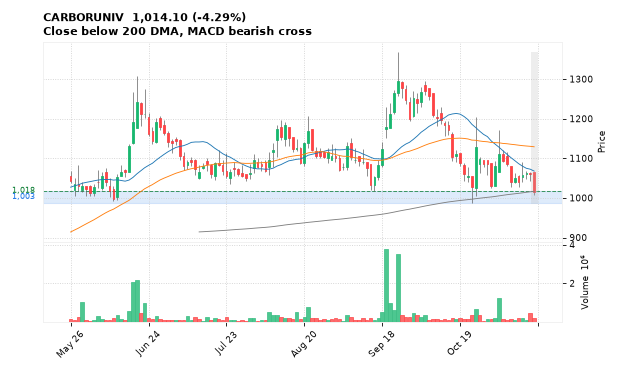 CARBORUNIV 1,014.10 (-4.29%)
Close below 200 DMA, MACD bearish cross
1300
1200
1100
1000
900
Price
1,018
1,003
4
2
Volume 10⁶
May 26
Jun 24
Jul 23
Aug 20
Sep 18
Oct 19